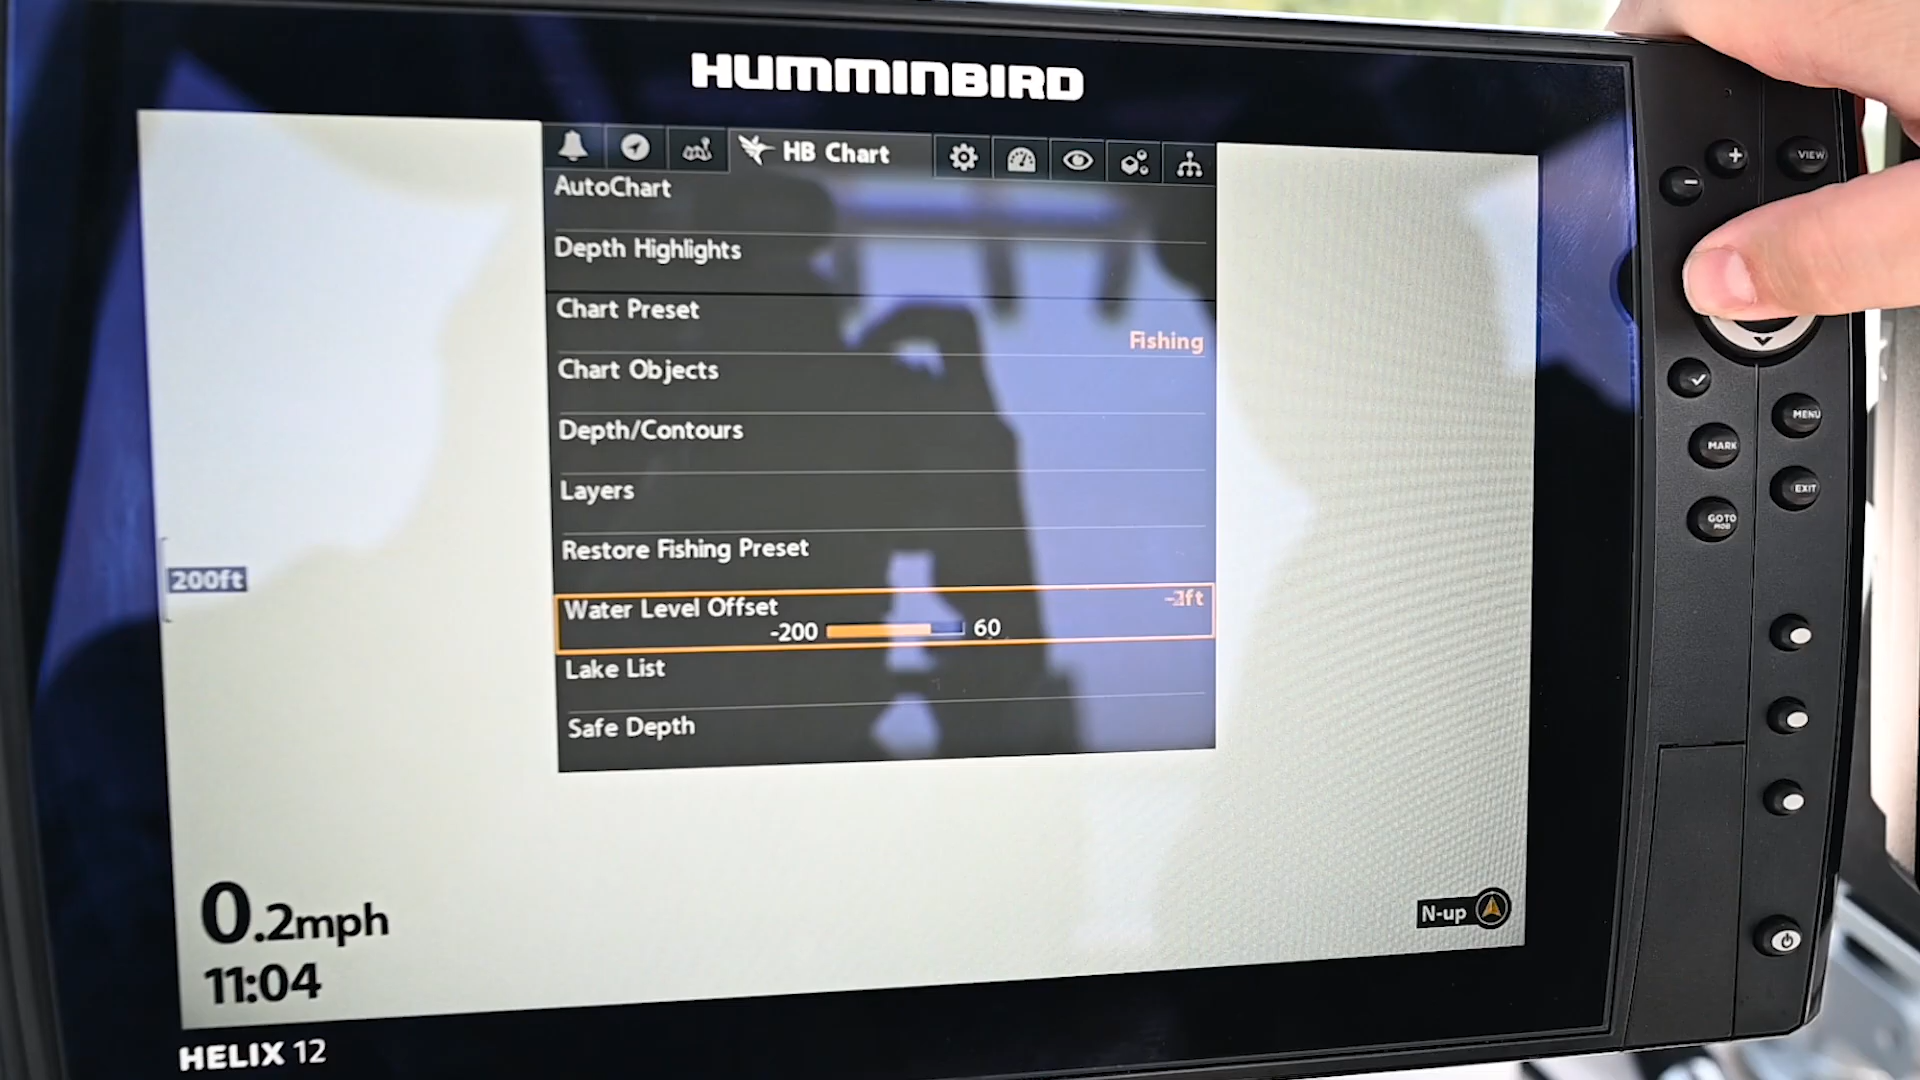 HUMMINBIRD
HB Chart
AutoChart
Depth Highlights
Chart Preset
Fishing
Chart Objects
Depth/Contours
Layers
Restore Fishing Preset
Water Level Offset
-200 60
Lake List
Safe Depth
200ft
0.2mph
11:04
N-up
HELIX 12
+
-
VIEW
MARK
MENU
GOTO
MOB
EXIT